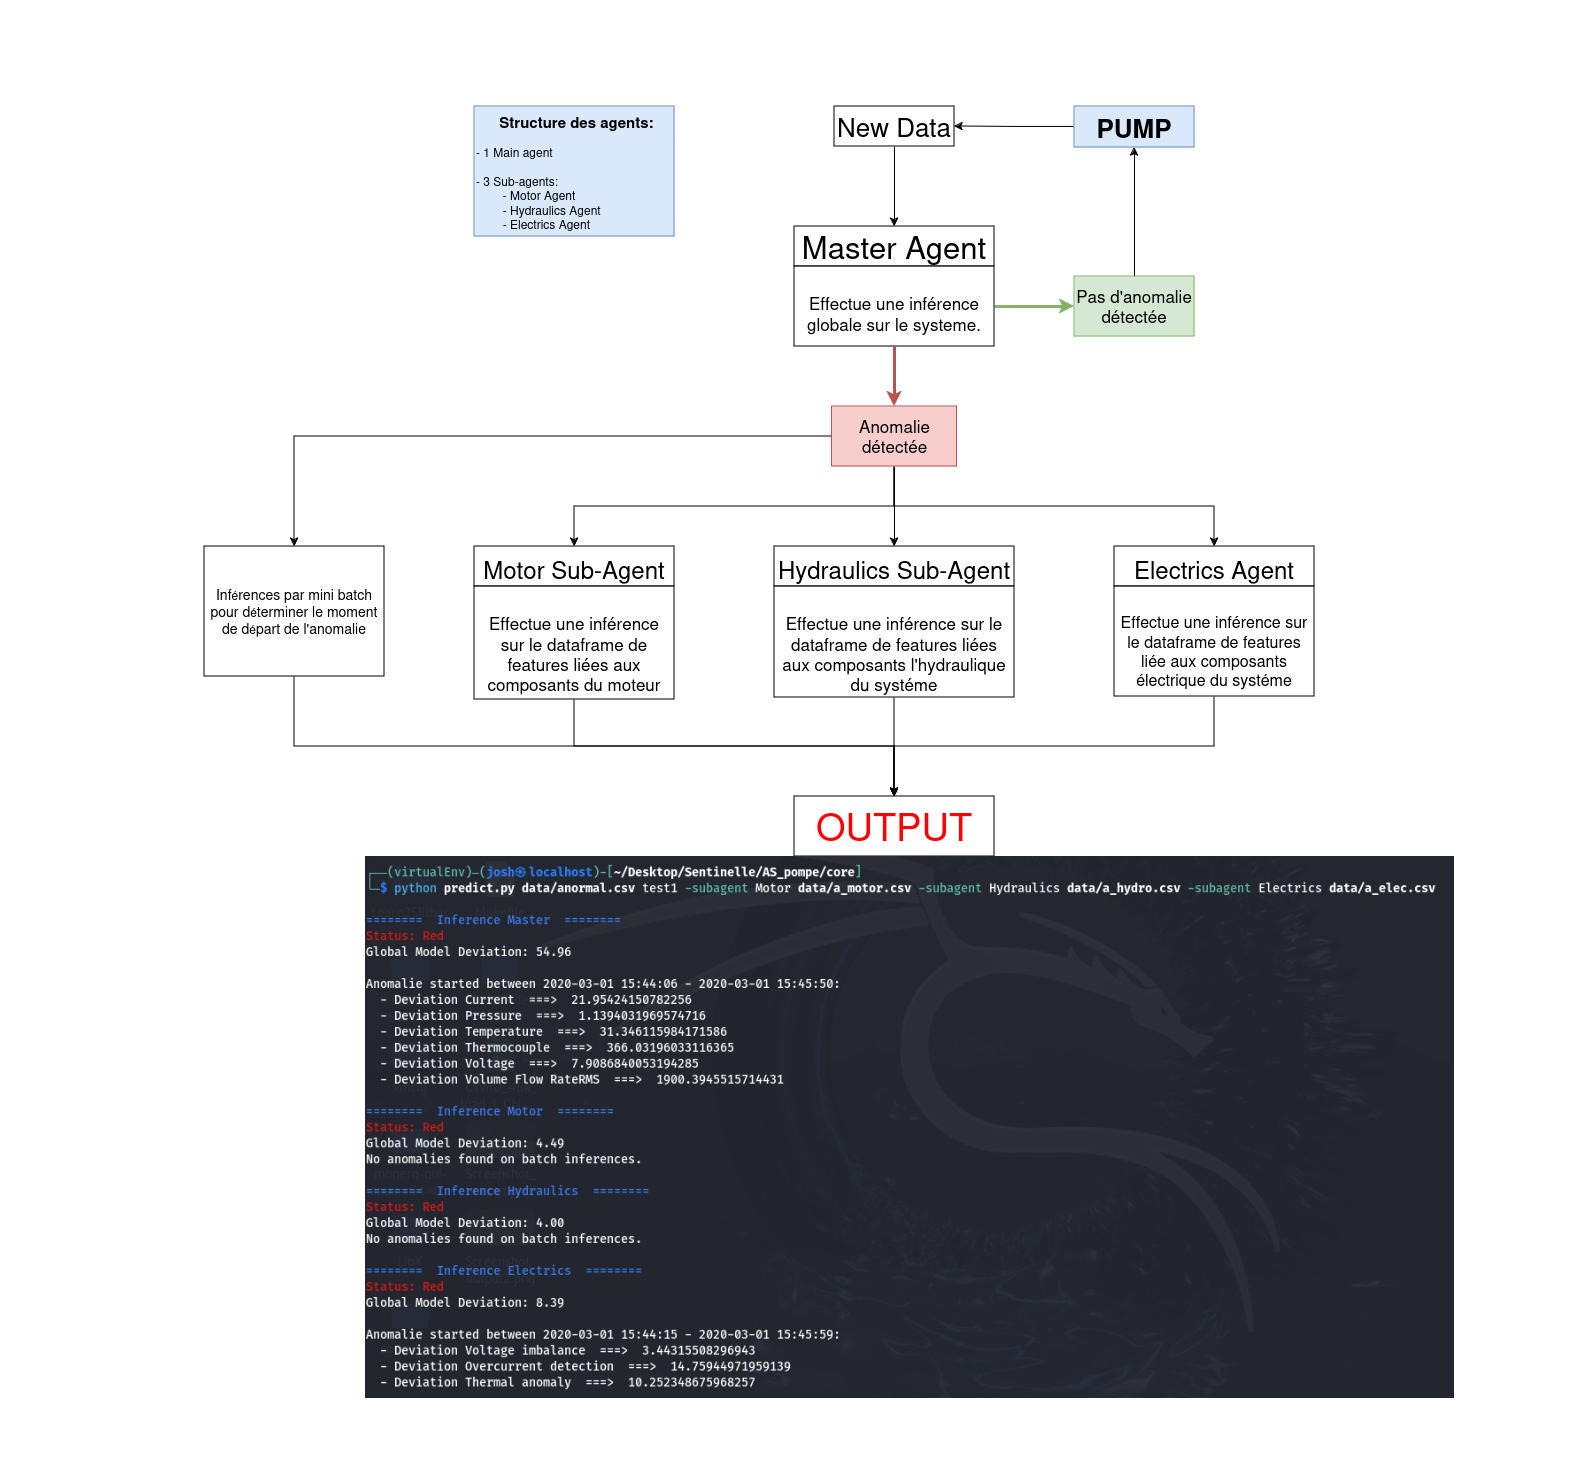 Structure des agents:
- 1 Main agent
- 3 Sub-agents:
- Motor Agent
- Hydraulics Agent
- Electrics Agent
New Data
PUMP
Master Agent
Effectue une inférence
globale sur le systeme.
Pas d'anomalie
détectée
Anomalie
détectée
Inférences par mini batch
pour déterminer le moment
de départ de l'anomalie
Motor Sub-Agent
Effectue une inférence
sur le dataframe de
features liées aux
composants du moteur
Hydraulics Sub-Agent
Effectue une inférence sur le
dataframe de features liées
aux composants l'hydraulique
du systéme
Electrics Agent
Effectue une inférence sur
le dataframe de features
liée aux composants
électrique du systéme
OUTPUT
┌──(virtualEnv)─(josh㉿localhost)-[~/Desktop/Sentinelle/AS_pompe/core]
└─$ python predict.py data/anormal.csv test1 -subagent Motor data/a_motor.csv -subagent Hydraulics data/a_hydro.csv -subagent Electrics data/a_elec.csv
======== Inference Master ========
Status: Red
Global Model Deviation: 54.96
Anomalie started between 2020-03-01 15:44:06 - 2020-03-01 15:45:50:
- Deviation Current ===> 21.95424150782256
- Deviation Pressure ===> 1.1394031969574716
- Deviation Temperature ===> 31.346115984171586
- Deviation Thermocouple ===> 366.03196033116365
- Deviation Voltage ===> 7.9086840053194285
- Deviation Volume Flow RateRMS ===> 1900.3945515714431
======== Inference Motor ========
Status: Red
Global Model Deviation: 4.49
No anomalies found on batch inferences.
======== Inference Hydraulics ========
Status: Red
Global Model Deviation: 4.00
No anomalies found on batch inferences.
======== Inference Electrics ========
Status: Red
Global Model Deviation: 8.39
Anomalie started between 2020-03-01 15:44:15 - 2020-03-01 15:45:59:
- Deviation Voltage imbalance ===> 3.44315508296943
- Deviation Overcurrent detection ===> 14.75944971959139
- Deviation Thermal anomaly ===> 10.252348675968257